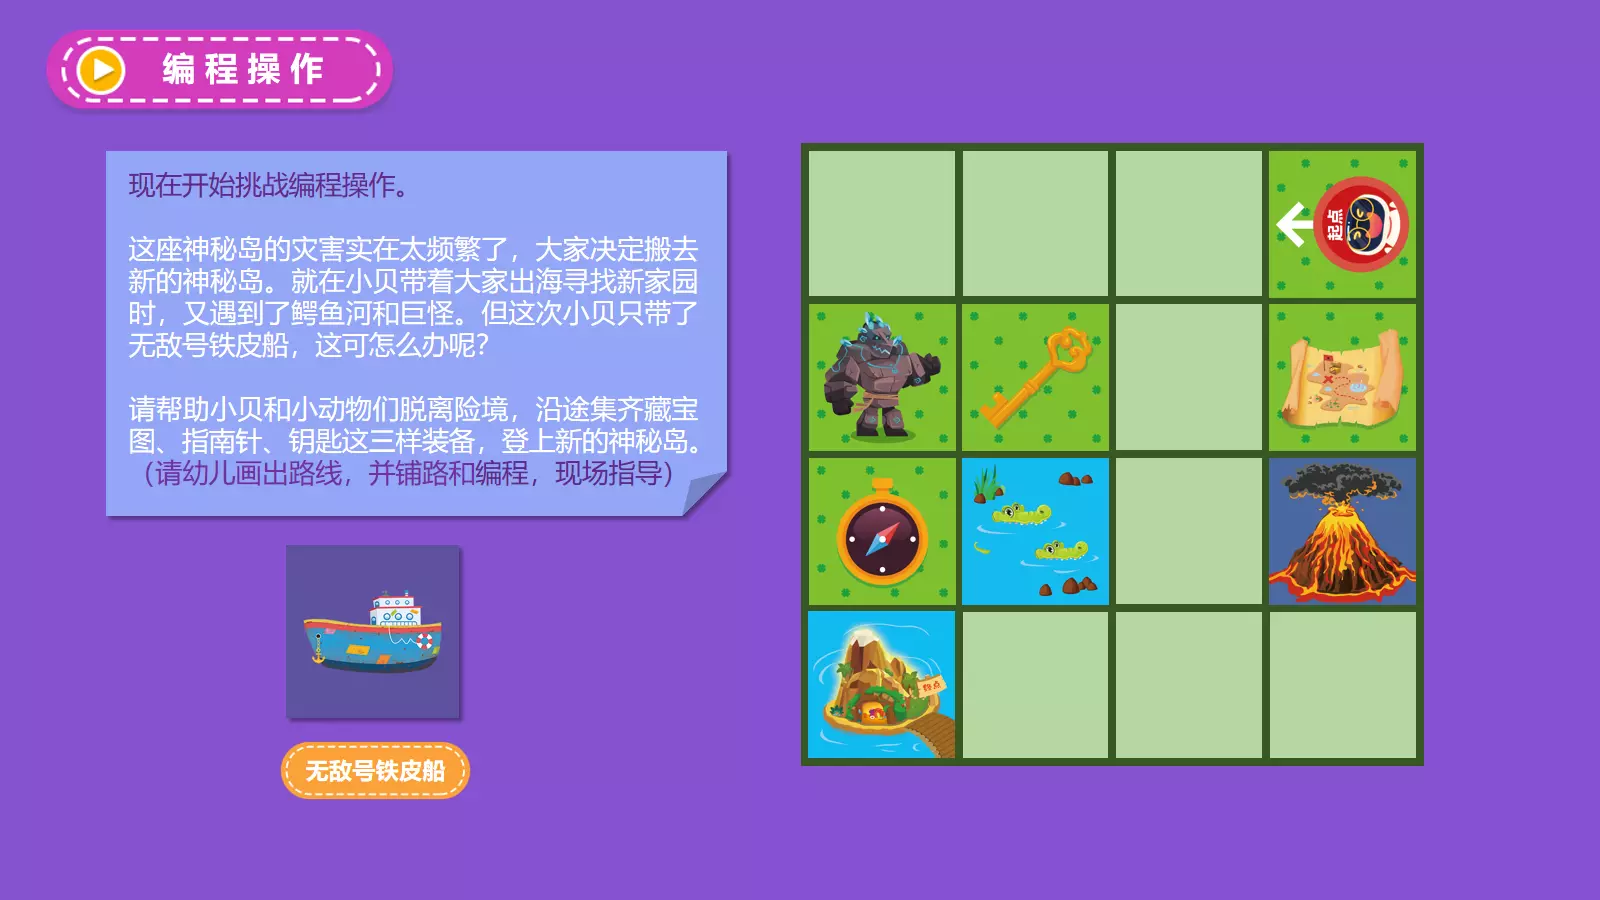 编程操作
现在开始挑战编程操作。
这座神秘岛的灾害实在太频繁了，大家决定搬去
新的神秘岛。就在小贝带着大家出海寻找新家园
时，又遇到了鳄鱼河和巨怪。但这次小贝只带了
无敌号铁皮船，这可怎么办呢?
请帮助小贝和小动物们脱离险境，沿途集齐藏宝
图、指南针、钥匙这三样装备，登上新的神秘岛。
（请幼儿画出路线，并铺路和编程，现场指导）
无敌号铁皮船
起点
终点